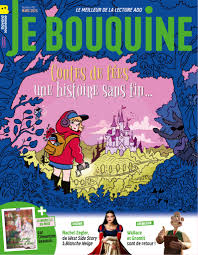 LE MEILLEUR DE LA LECTURE ADO
JE BOUQUINE
Contes de fées,
une histoire sans fin...
Rachel Zegler,
de West Side Story
à Blanche Neige
Wallace
et Gromit
sont de retour !